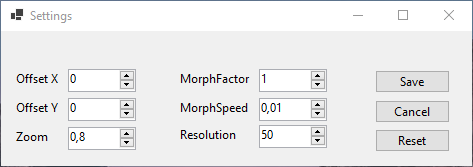 Settings
Offset X 0 MorphFactor 1 Save
Offset Y 0 MorphSpeed 0,01 Cancel
Zoom 0,8 Resolution 50 Reset